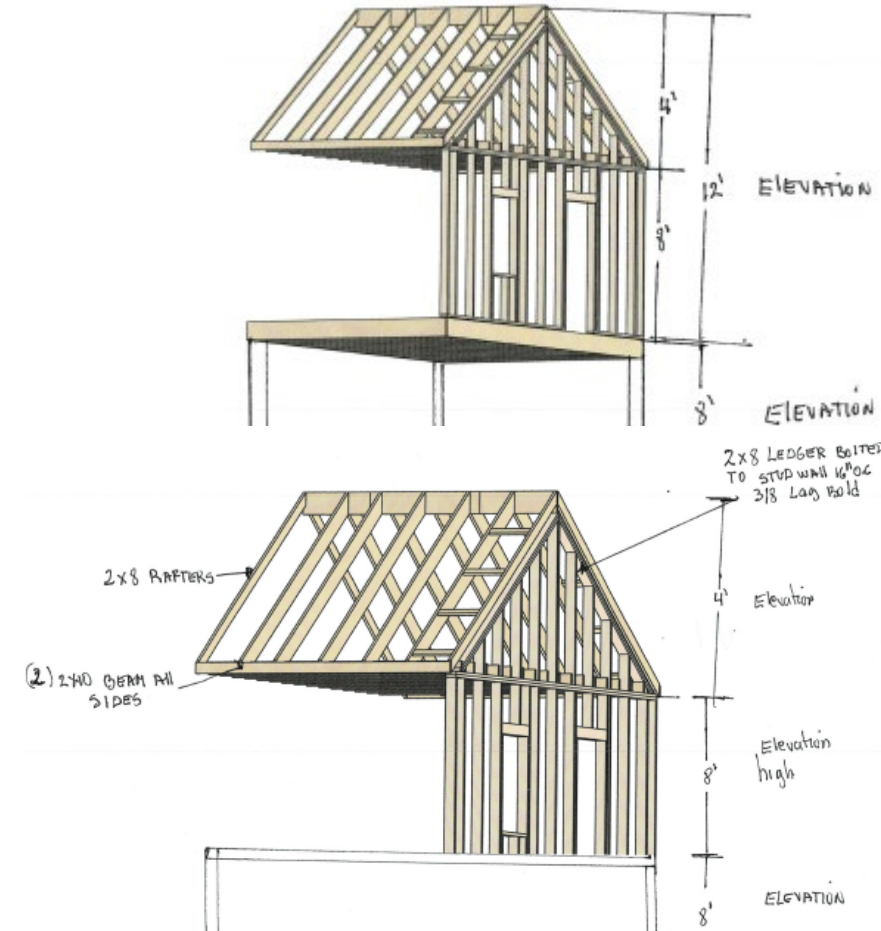 4'
12'
ElEVATION
8'
8'
ElEVATION
2x8 LEDGER BOLTED
TO STUD WALL 16"OC
3/8 Lag Bold
2x8 RAFTERS
4'
Elevation
(2) 2x10 BEAM All
SIDES
Elevation
high
8'
ELEVATION
8'